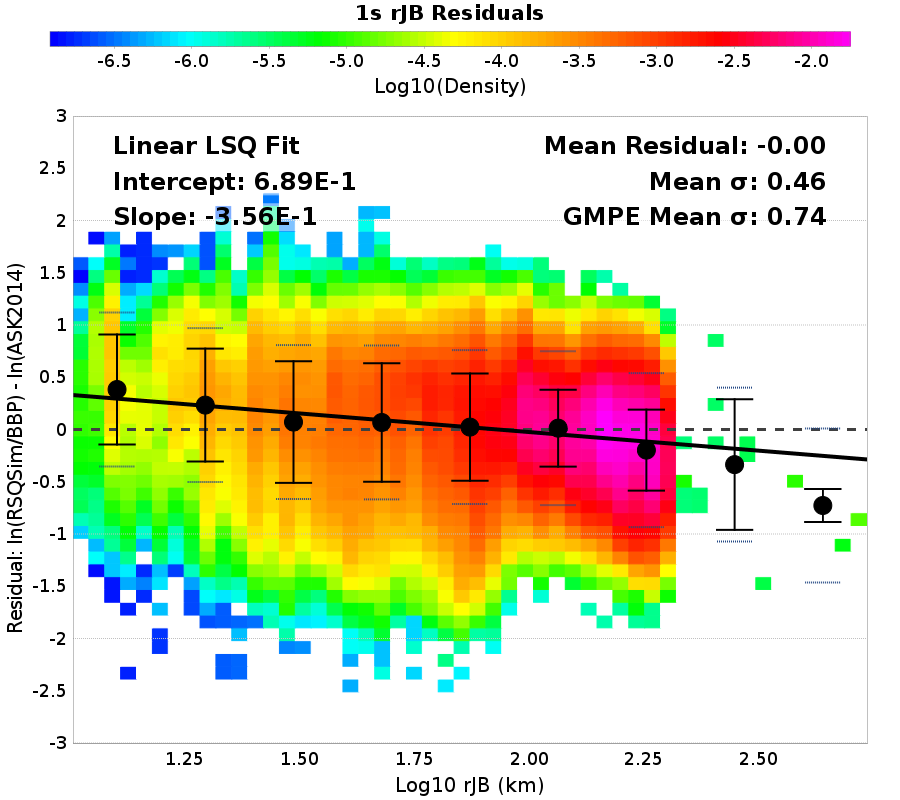 1s rJB Residuals
-6.5 -6.0 -5.5 -5.0 -4.5 -4.0 -3.5 -3.0 -2.5 -2.0
Log10(Density)
Linear LSQ Fit
Intercept: 6.89E-1
Slope: -3.56E-1
Mean Residual: -0.00
Mean σ: 0.46
GMPE Mean σ: 0.74
Residual: ln(RSQSim/BBP) - ln(ASK2014)
3
2.5
2
1.5
1
0.5
0
-0.5
-1
-1.5
-2
-2.5
-3
1.25 1.50 1.75 2.00 2.25 2.50
Log10 rJB (km)